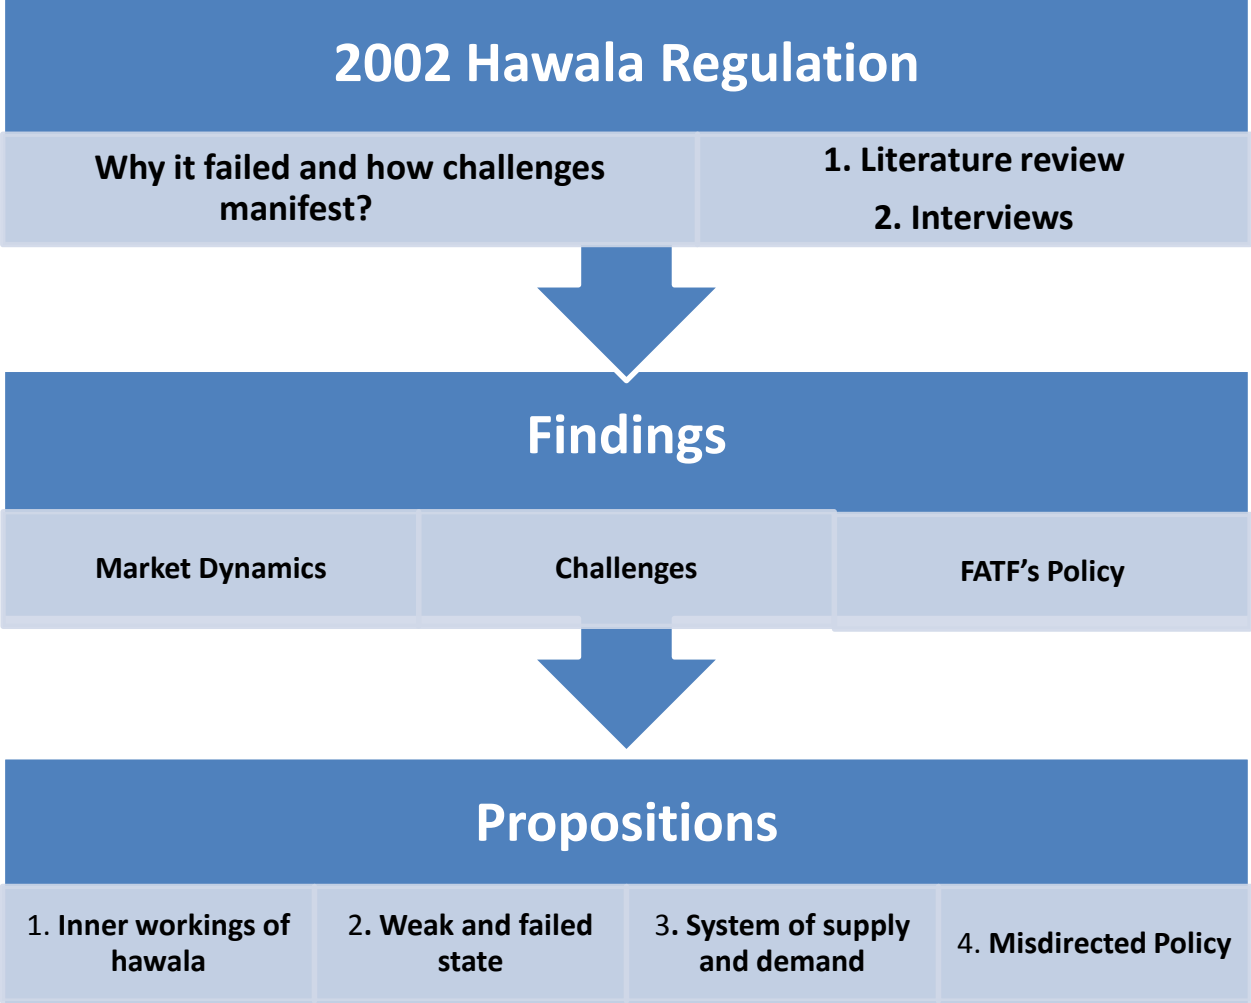 2002 Hawala Regulation
Why it failed and how challenges
manifest?
1. Literature review
2. Interviews
Findings
Market Dynamics
Challenges
FATF’s Policy
Propositions
1. Inner workings of
hawala
2. Weak and failed
state
3. System of supply
and demand
4. Misdirected Policy